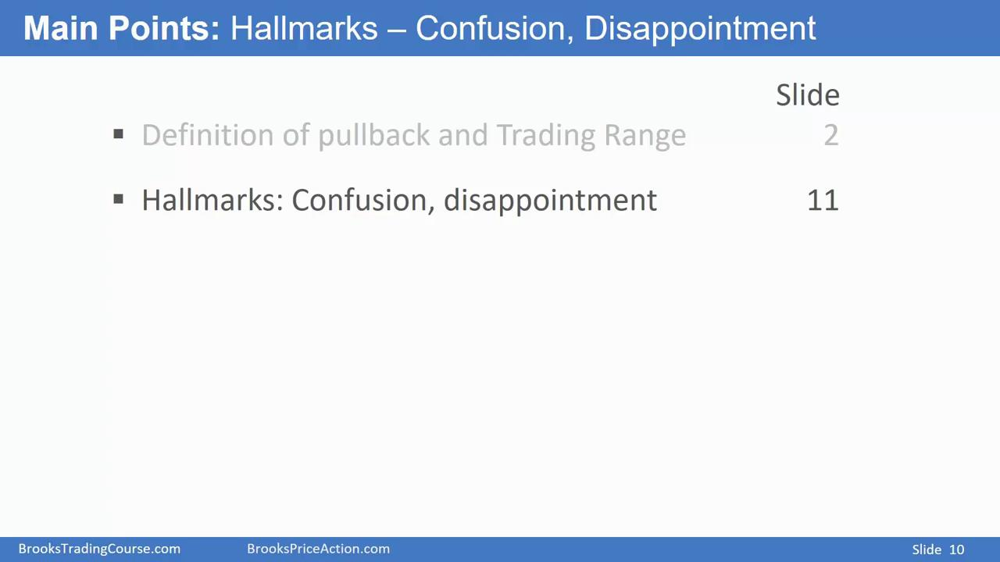 Main Points: Hallmarks – Confusion, Disappointment
Slide
▪ Definition of pullback and Trading Range 2
▪ Hallmarks: Confusion, disappointment 11
BrooksTradingCourse.com BrooksPriceAction.com Slide 10